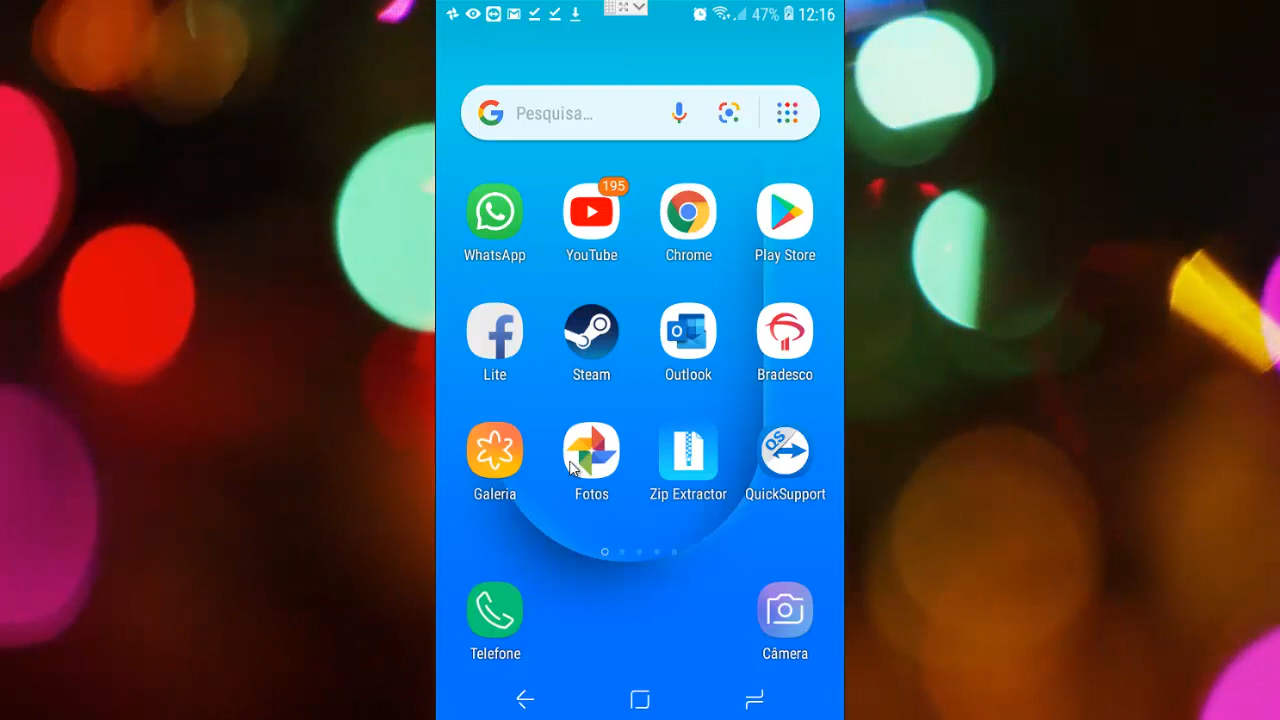 47% 12:16
Pesquisa...
195
WhatsApp YouTube Chrome Play Store
Lite Steam Outlook Bradesco
Galeria Fotos Zip Extractor QuickSupport
Telefone Câmera